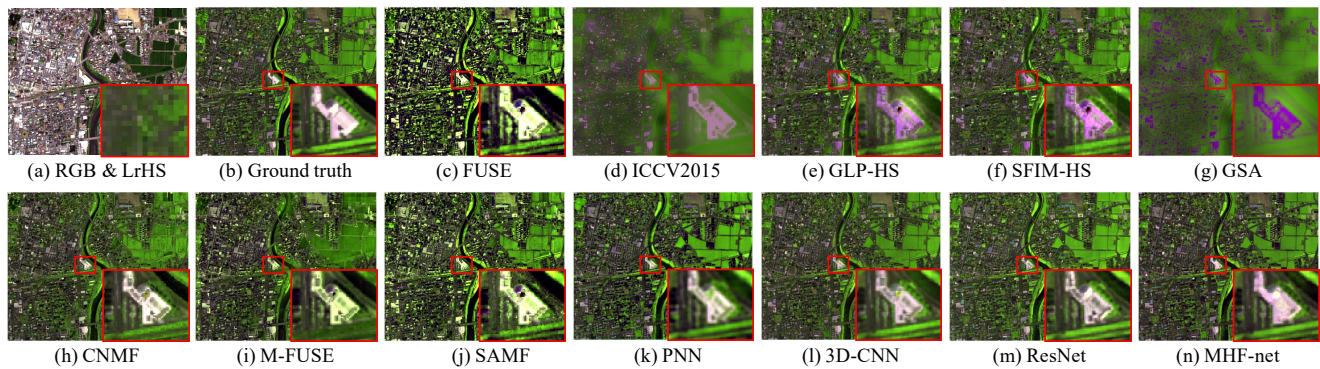 (a) RGB & LrHS (b) Ground truth (c) FUSE (d) ICCV2015 (e) GLP-HS (f) SFIM-HS (g) GSA
(h) CNMF (i) M-FUSE (j) SAMF (k) PNN (l) 3D-CNN (m) ResNet (n) MHF-net